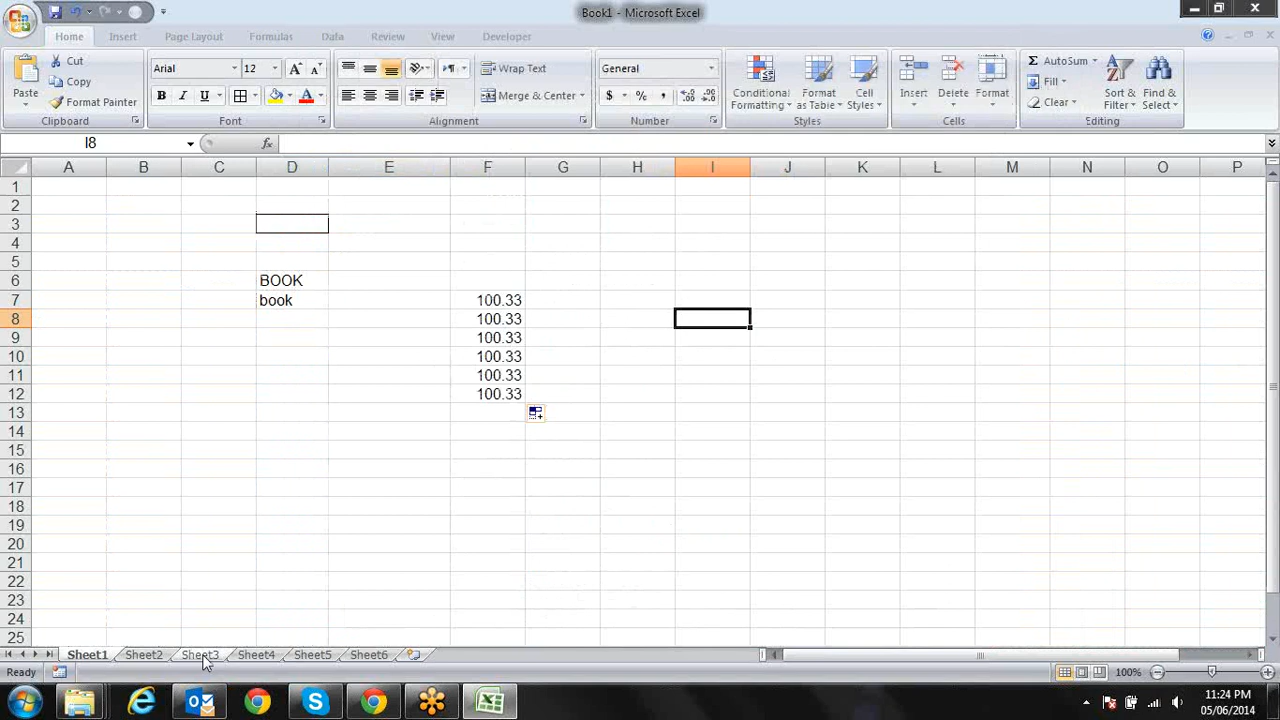 Book1 - Microsoft Excel
Home Insert Page Layout Formulas Data Review View Developer
Paste
Cut
Copy
Format Painter
Clipboard
Arial 12
B I U
Font
Wrap Text
Merge & Center
Alignment
General
$ % ,
Number
Conditional Formatting
Format as Table
Cell Styles
Styles
Insert Delete Format
Cells
AutoSum
Fill
Clear
Sort & Filter
Find & Select
Editing
I8 fx
A B C D E F G H I J K L M N O P
1
2
3
4
5
6 BOOK
7 book 100.33
8 100.33
9 100.33
10 100.33
11 100.33
12 100.33
13
14
15
16
17
18
19
20
21
22
23
24
25
Sheet1 Sheet2 Sheet3 Sheet4 Sheet5 Sheet6
Ready 100%
11:24 PM
05/06/2014